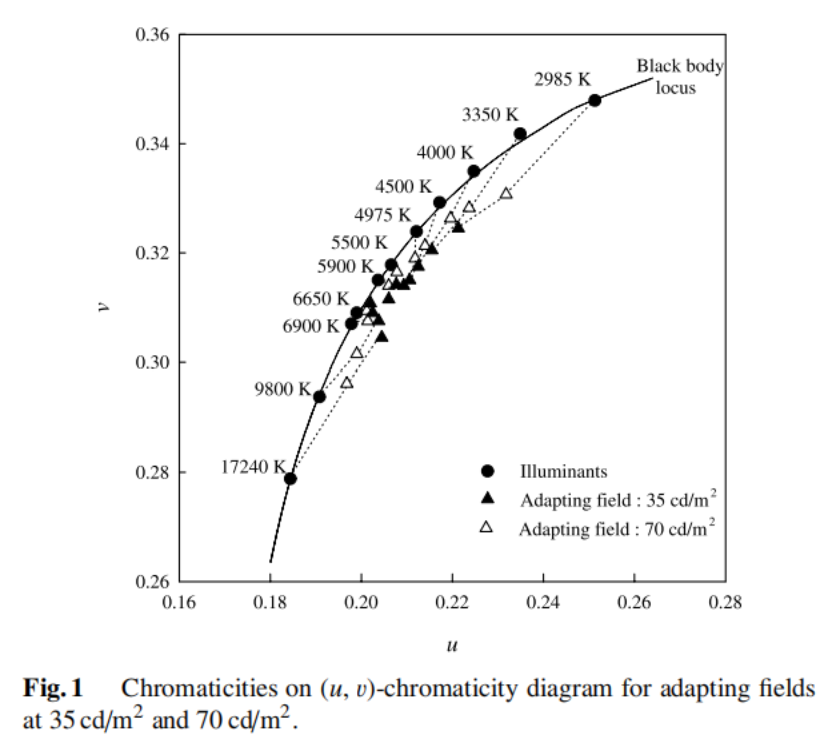 0.36
Black body
locus
2985 K
3350 K
0.34
4000 K
4500 K
4975 K
0.32
5500 K
5900 K
v
6650 K
6900 K
0.30
9800 K
17240 K
0.28
Illuminants
Adapting field : 35 cd/m²
Adapting field : 70 cd/m²
0.26
0.16 0.18 0.20 0.22 0.24 0.26 0.28
u
Fig. 1 Chromaticities on (u, v)-chromaticity diagram for adapting fields
at 35 cd/m² and 70 cd/m².